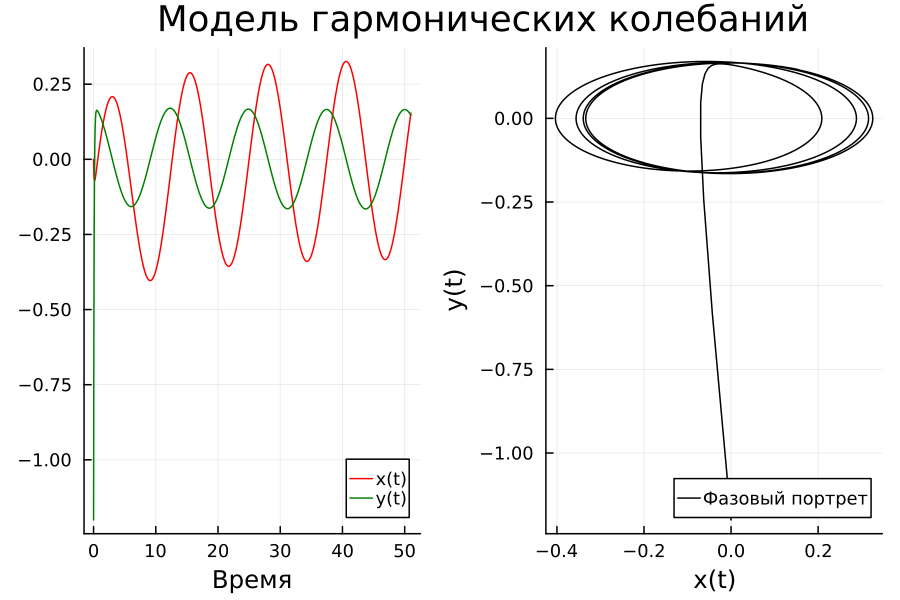 Модель гармонических колебаний
0.25
0.00
−0.25
−0.50
−0.75
−1.00
x(t)
y(t)
0 10 20 30 40 50
Время
y(t)
0.00
−0.25
−0.50
−0.75
−1.00
Фазовый портрет
−0.4 −0.2 0.0 0.2
x(t)